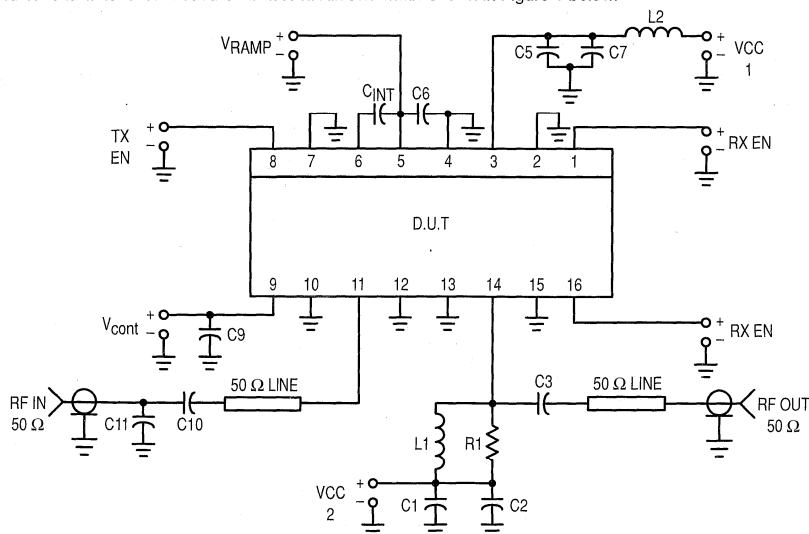 L2
VRAMP
+
−
C5
C7
+
−
VCC
1
CINT
C6
TX
EN
+
−
+
−
RX EN
8 7 6 5 4 3 2 1
D.U.T
9 10 11 12 13 14 15 16
Vcont
+
−
C9
+
−
RX EN
RF IN
50 Ω
C11
C10
50 Ω LINE
C3
50 Ω LINE
RF OUT
50 Ω
L1
R1
VCC
2
+
−
C1
C2